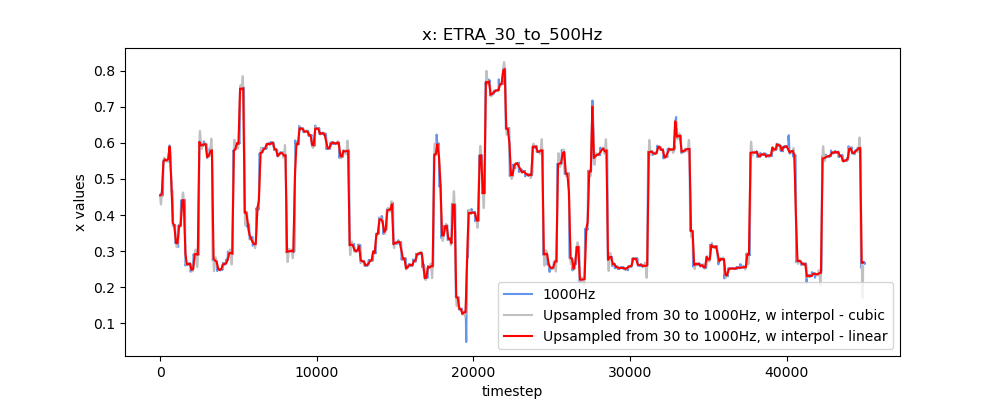 x: ETRA_30_to_500Hz
x values
0.8
0.7
0.6
0.5
0.4
0.3
0.2
0.1
1000Hz
Upsampled from 30 to 1000Hz, w interpol - cubic
Upsampled from 30 to 1000Hz, w interpol - linear
0 10000 20000 30000 40000
timestep